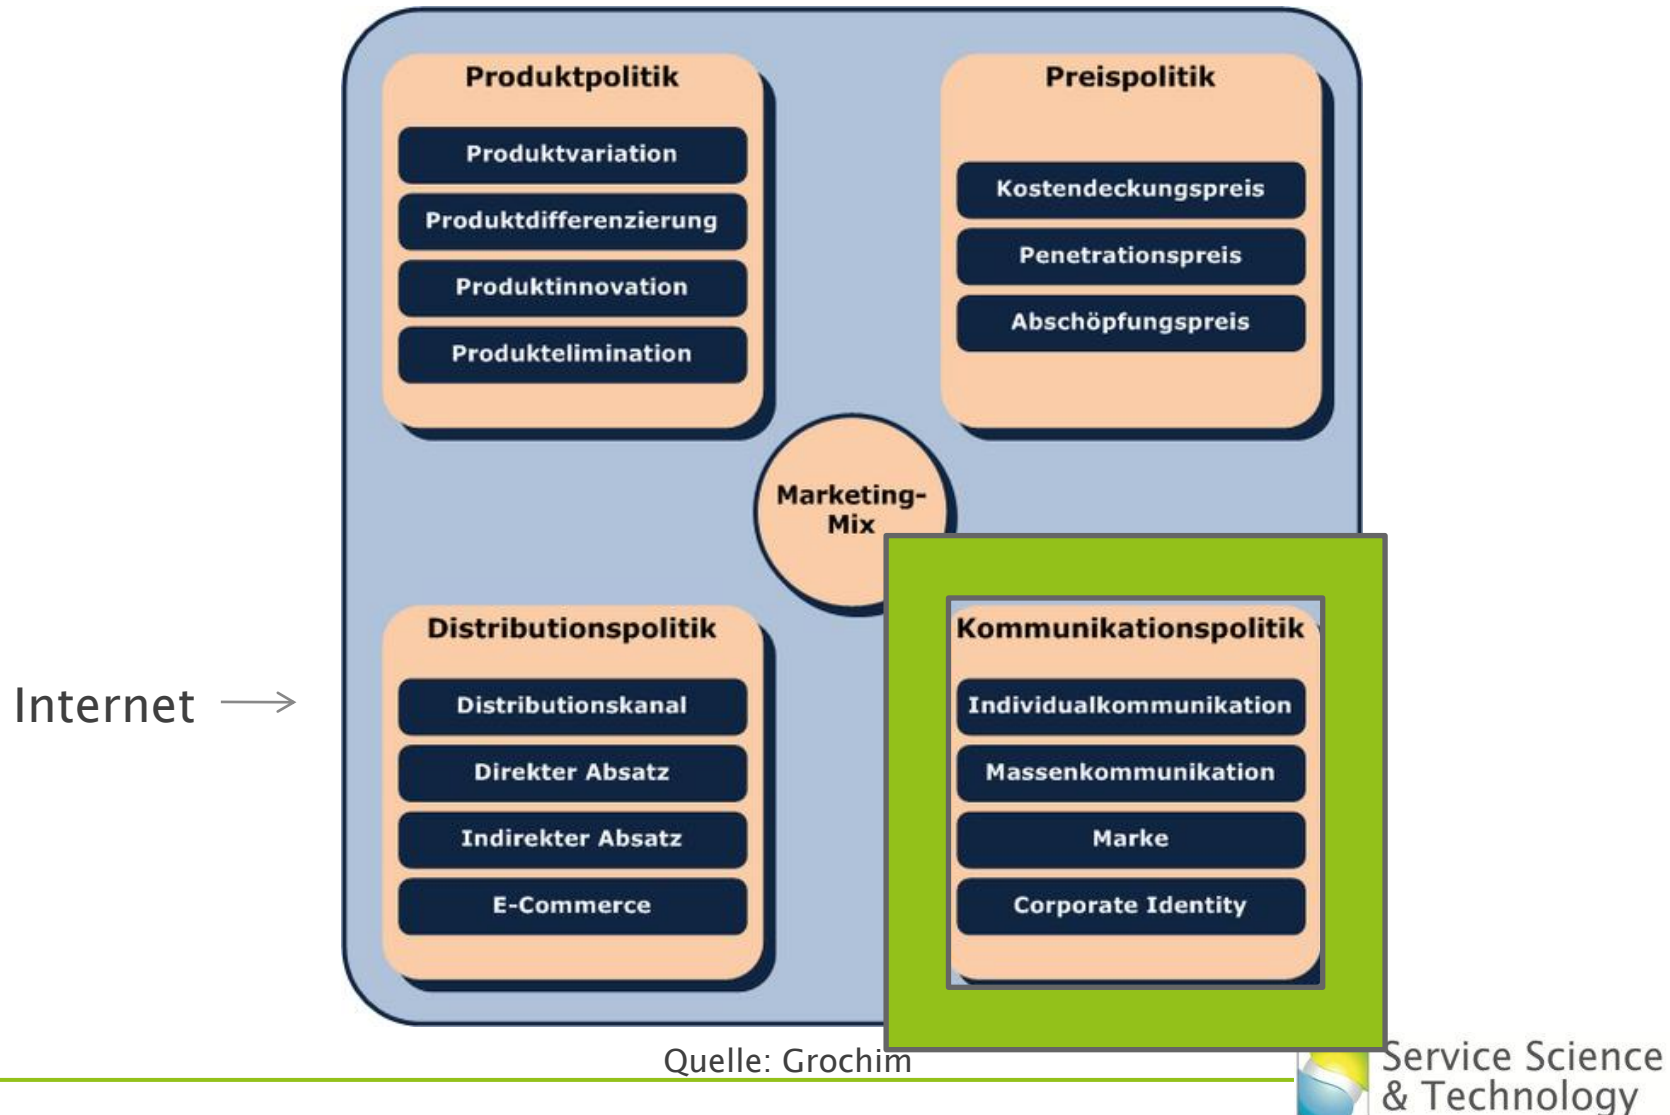 Produktpolitik
Produktvariation
Produktdifferenzierung
Produktinnovation
Produktelimination
Preispolitik
Kostendeckungspreis
Penetrationspreis
Abschöpfungspreis
Marketing-
Mix
Internet
Distributionspolitik
Distributionskanal
Direkter Absatz
Indirekter Absatz
E-Commerce
Kommunikationspolitik
Individualkommunikation
Massenkommunikation
Marke
Corporate Identity
Quelle: Grochim
Service Science
& Technology